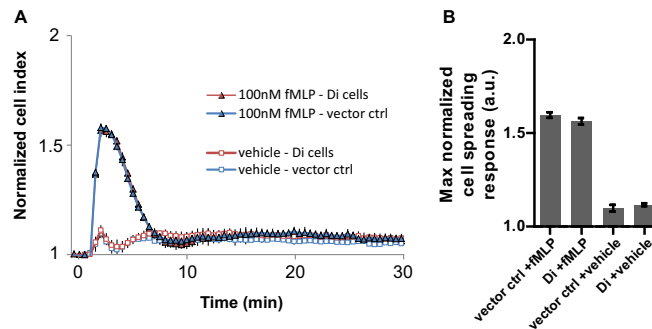 A
Normalized cell index
2
1.5
1
0
10
20
30
Time (min)
100nM fMLP - Di cells
100nM fMLP - vector ctrl
vehicle - Di cells
vehicle - vector ctrl
B
Max normalized
cell spreading
response (a.u.)
2.0
1.5
1.0
vector ctrl +fMLP
Di +fMLP
vector ctrl +vehicle
Di +vehicle